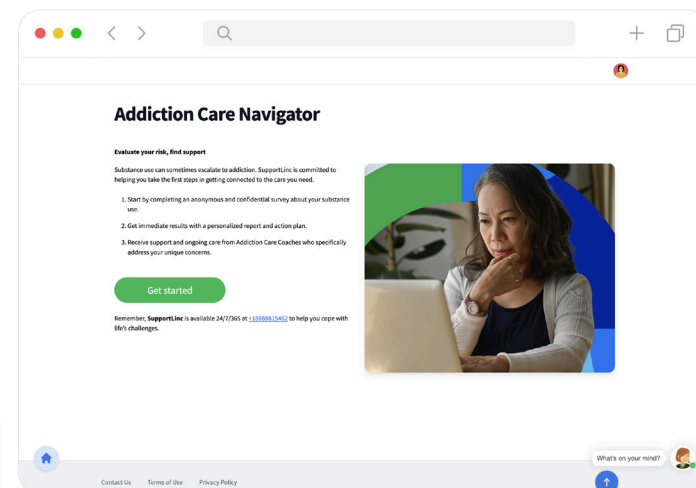 Addiction Care Navigator
Evaluate your risk, find support
Substance use can sometimes escalate to addiction. SupportLinc is committed to
helping you take the first steps in getting connected to the care you need.
1. Start by completing an anonymous and confidential survey about your substance
use.
2. Get immediate results with a personalized report and action plan.
3. Receive support and ongoing care from Addiction Care Coaches who specifically
address your unique concerns.
Get started
Remember, SupportLinc is available 24/7/365 at +18888815462 to help you cope with
life's challenges.
What's on your mind?
Contact Us Terms of Use Privacy Policy